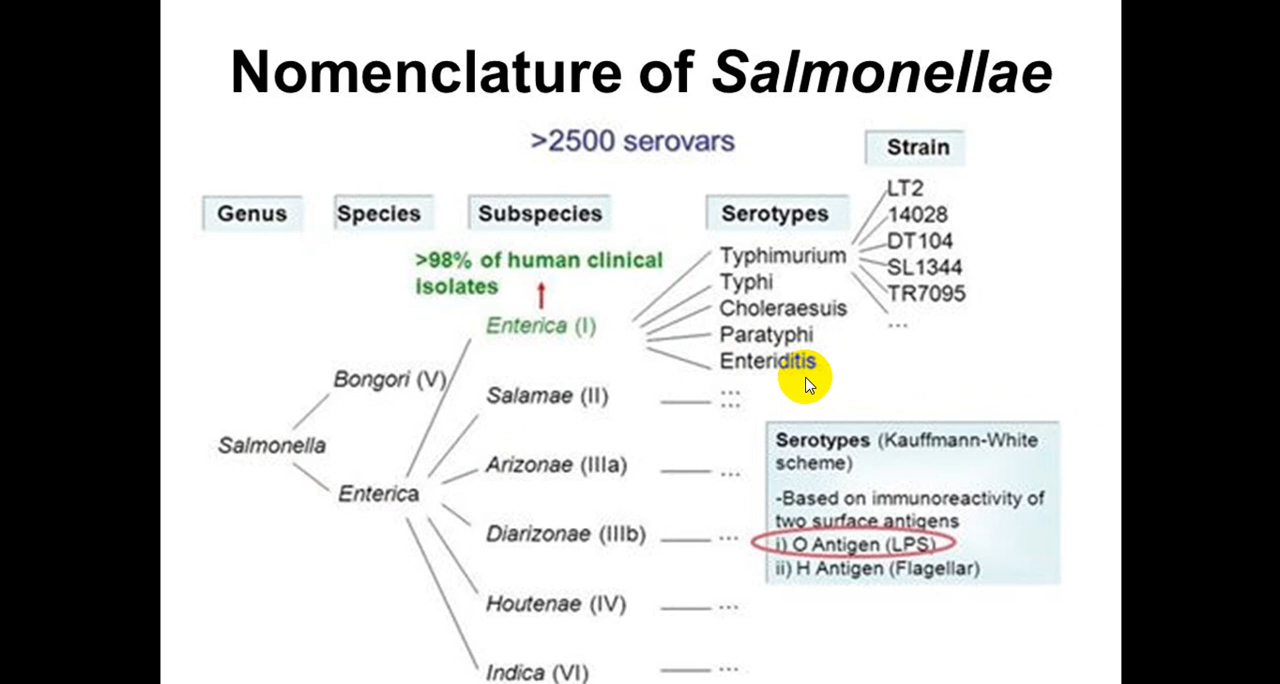 Nomenclature of Salmonellae
>2500 serovars
Strain
LT2
14028
DT104
SL1344
TR7095
...
Genus
Species
Subspecies
Serotypes
>98% of human clinical
isolates
Typhimurium
Typhi
Choleraesuis
Paratyphi
Enteriditis
Enterica (I)
Bongori (V)
Salamae (II)
Salmonella
Arizonae (IIIa)
...
Enterica
Diarizonae (IIIb)
...
Houtenae (IV)
...
Indica (VI)
...
Serotypes (Kauffmann-White
scheme)
-Based on immunoreactivity of
two surface antigens
i) O Antigen (LPS)
ii) H Antigen (Flagellar)